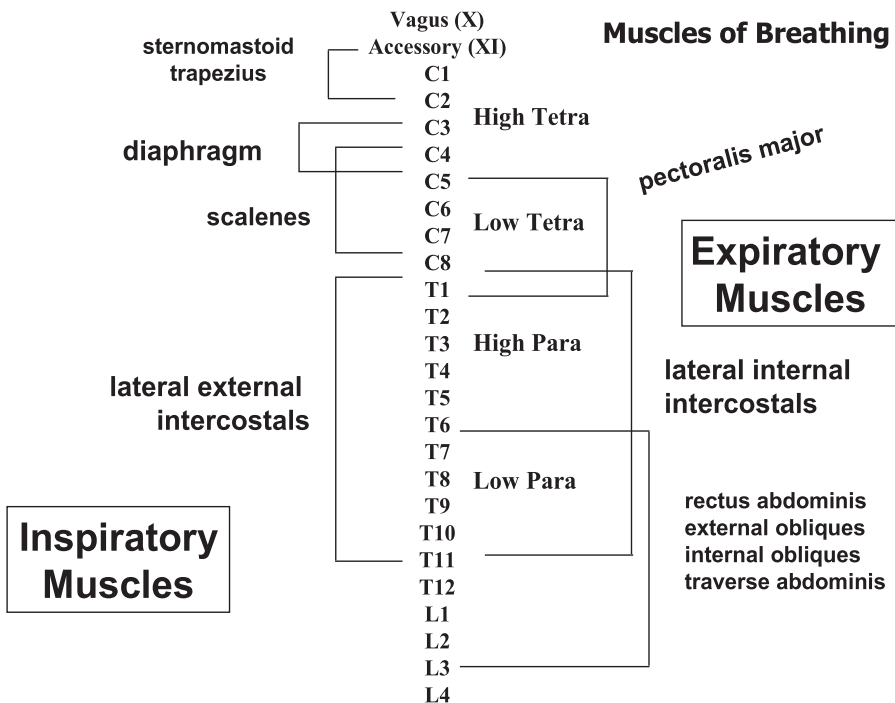 Muscles of Breathing
Vagus (X)
Accessory (XI)
C1
C2
C3
C4
C5
C6
C7
C8
T1
T2
T3
T4
T5
T6
T7
T8
T9
T10
T11
T12
L1
L2
L3
L4
High Tetra
Low Tetra
High Para
Low Para
sternomastoid
trapezius
diaphragm
scalenes
lateral external
intercostals
Inspiratory
Muscles
pectoralis major
Expiratory
Muscles
lateral internal
intercostals
rectus abdominis
external obliques
internal obliques
traverse abdominis